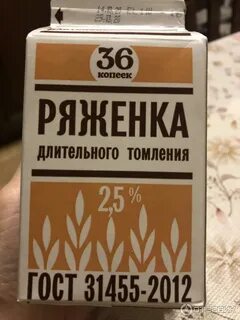 36
копеек
РЯЖЕНКА
ДЛИТЕЛЬНОГО ТОМЛЕНИЯ
2,5 %
ГОСТ 31455-2012